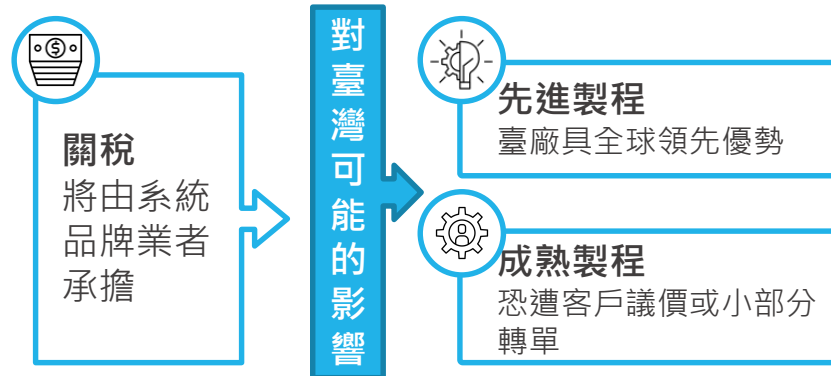 關稅
將由系統
品牌業者
承擔
對臺灣可能的影響
先進製程
臺廠具全球領先優勢
成熟製程
恐遭客戶議價或小部分
轉單